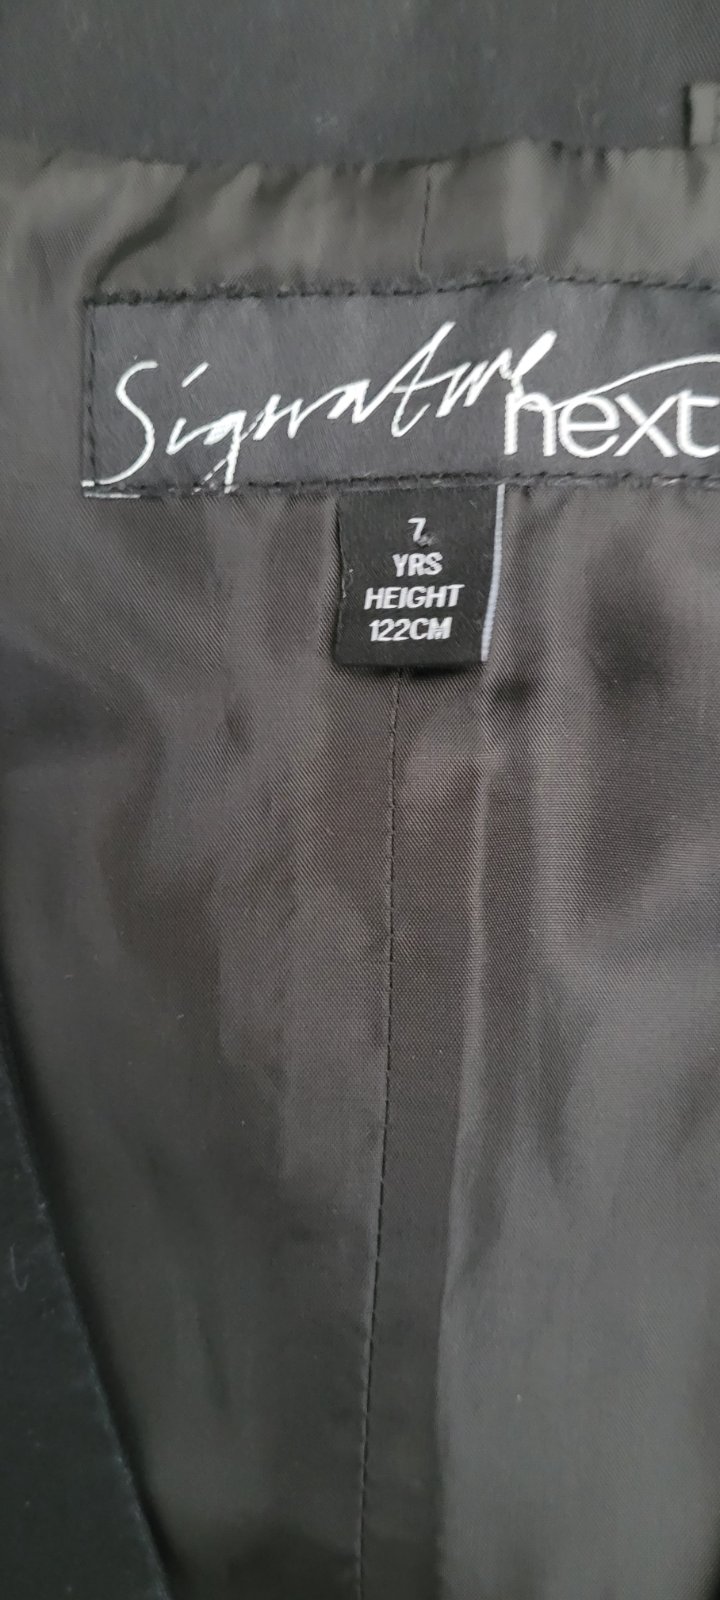 Signature
next
7
YRS
HEIGHT
122CM